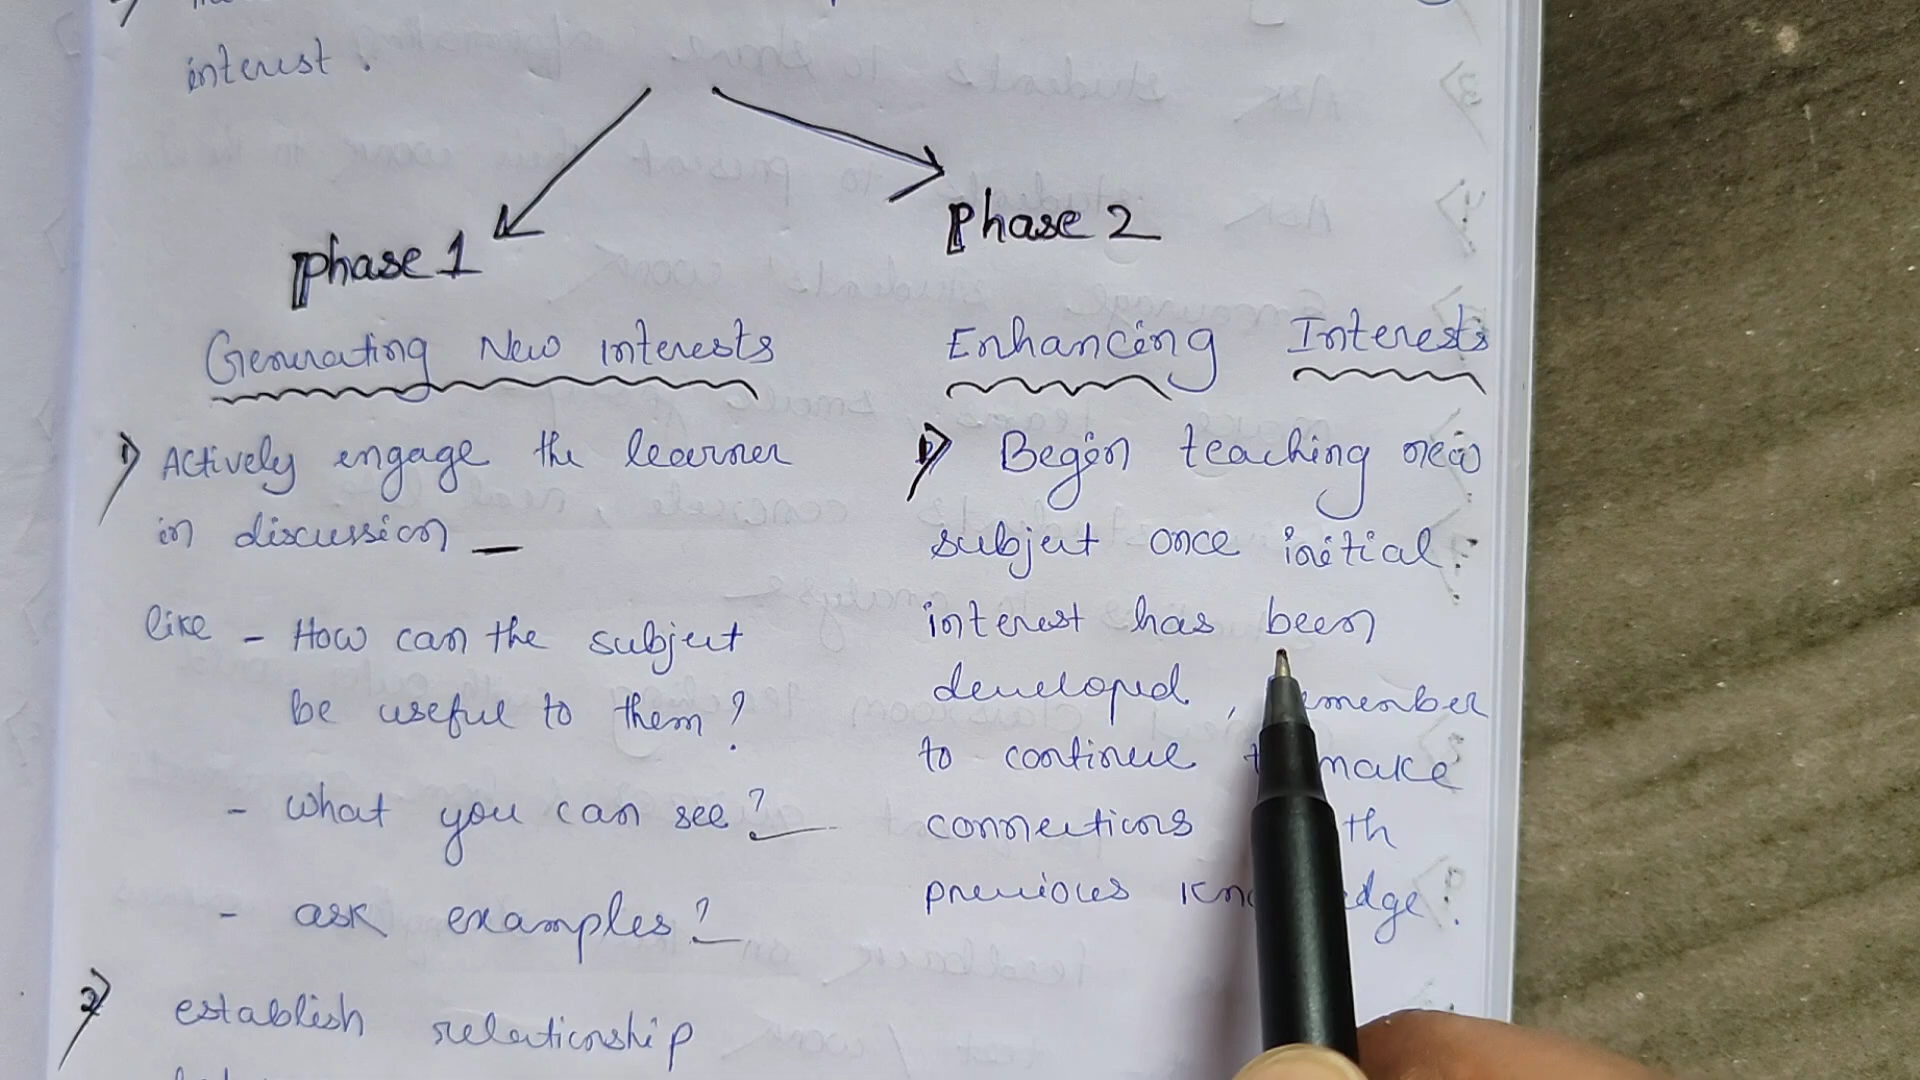 interest.
phase 1
phase 2
Generating New interests
1) Actively engage the learner
in discussion _
like - How can the subject
be useful to them?
- what you can see?
- ask examples?
2) establish relationship
Enhancing Interests
1) Begin teaching new
subject once initial
interest has been
developed,
to continue make
connections
previous